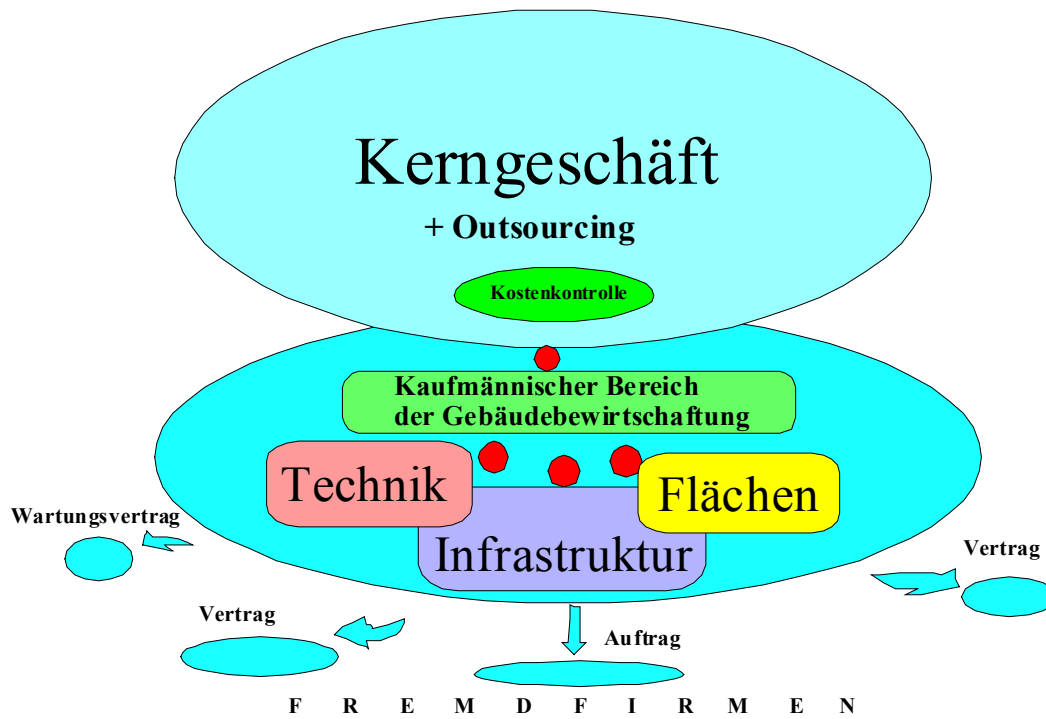 Kerngeschäft
+ Outsourcing
Kostenkontrolle
Kaufmännischer Bereich
der Gebäudebewirtschaftung
Technik
Flächen
Infrastruktur
Wartungsvertrag
Vertrag
Vertrag
Auftrag
F R E M D F I R M E N